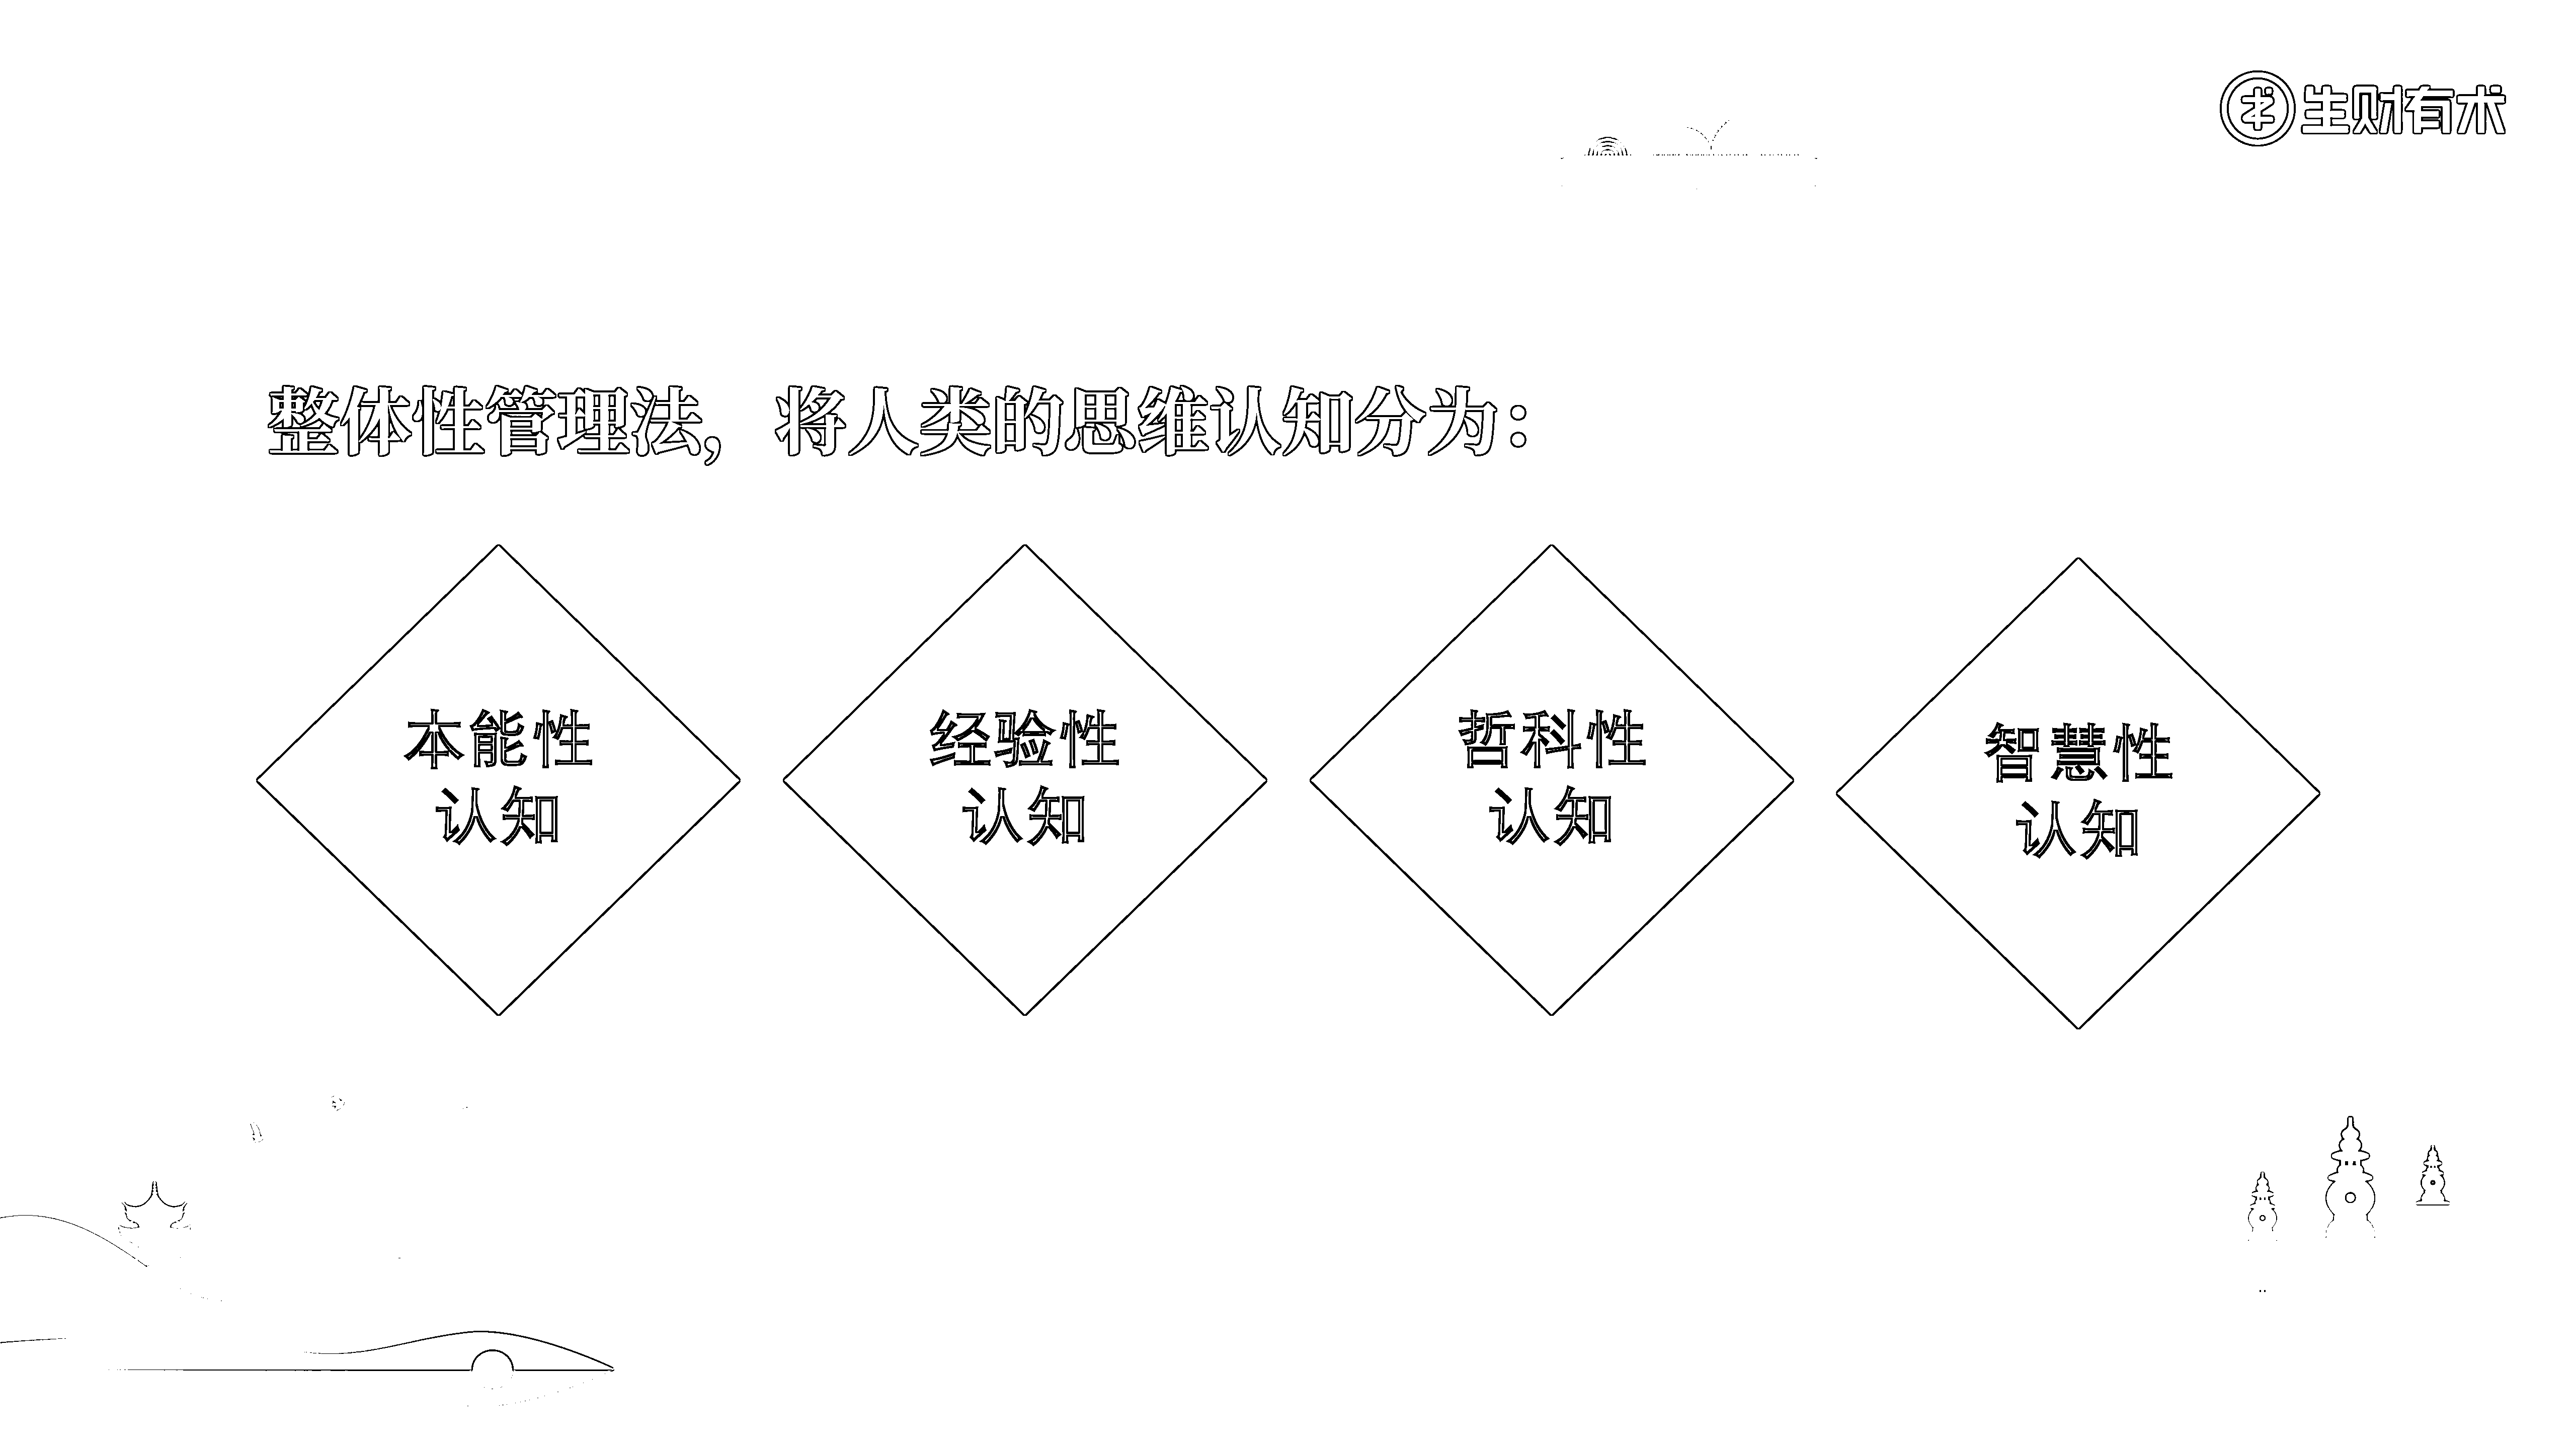 生财有术
整体性管理法，将人类的思维认知分为：
本能性
认知
经验性
认知
哲科性
认知
智慧性
认知